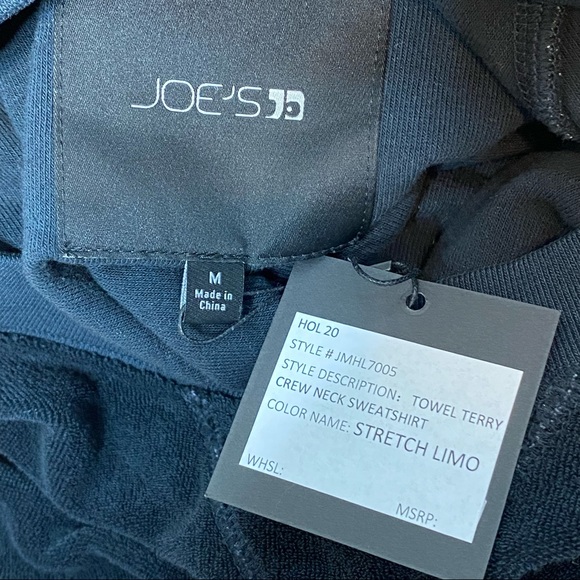 JOE'S
M
Made in
China
HOL 20
STYLE # JMHL7005
STYLE DESCRIPTION: TOWEL TERRY
CREW NECK SWEATSHIRT
COLOR NAME: STRETCH LIMO
WHSL:
MSRP: